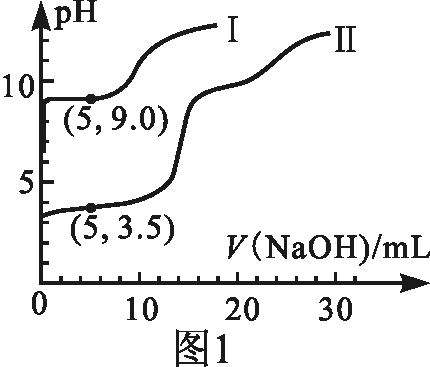 pH
I
II
10
(5, 9.0)
5
(5, 3.5)
V(NaOH)/mL
0 10 20 30
图1